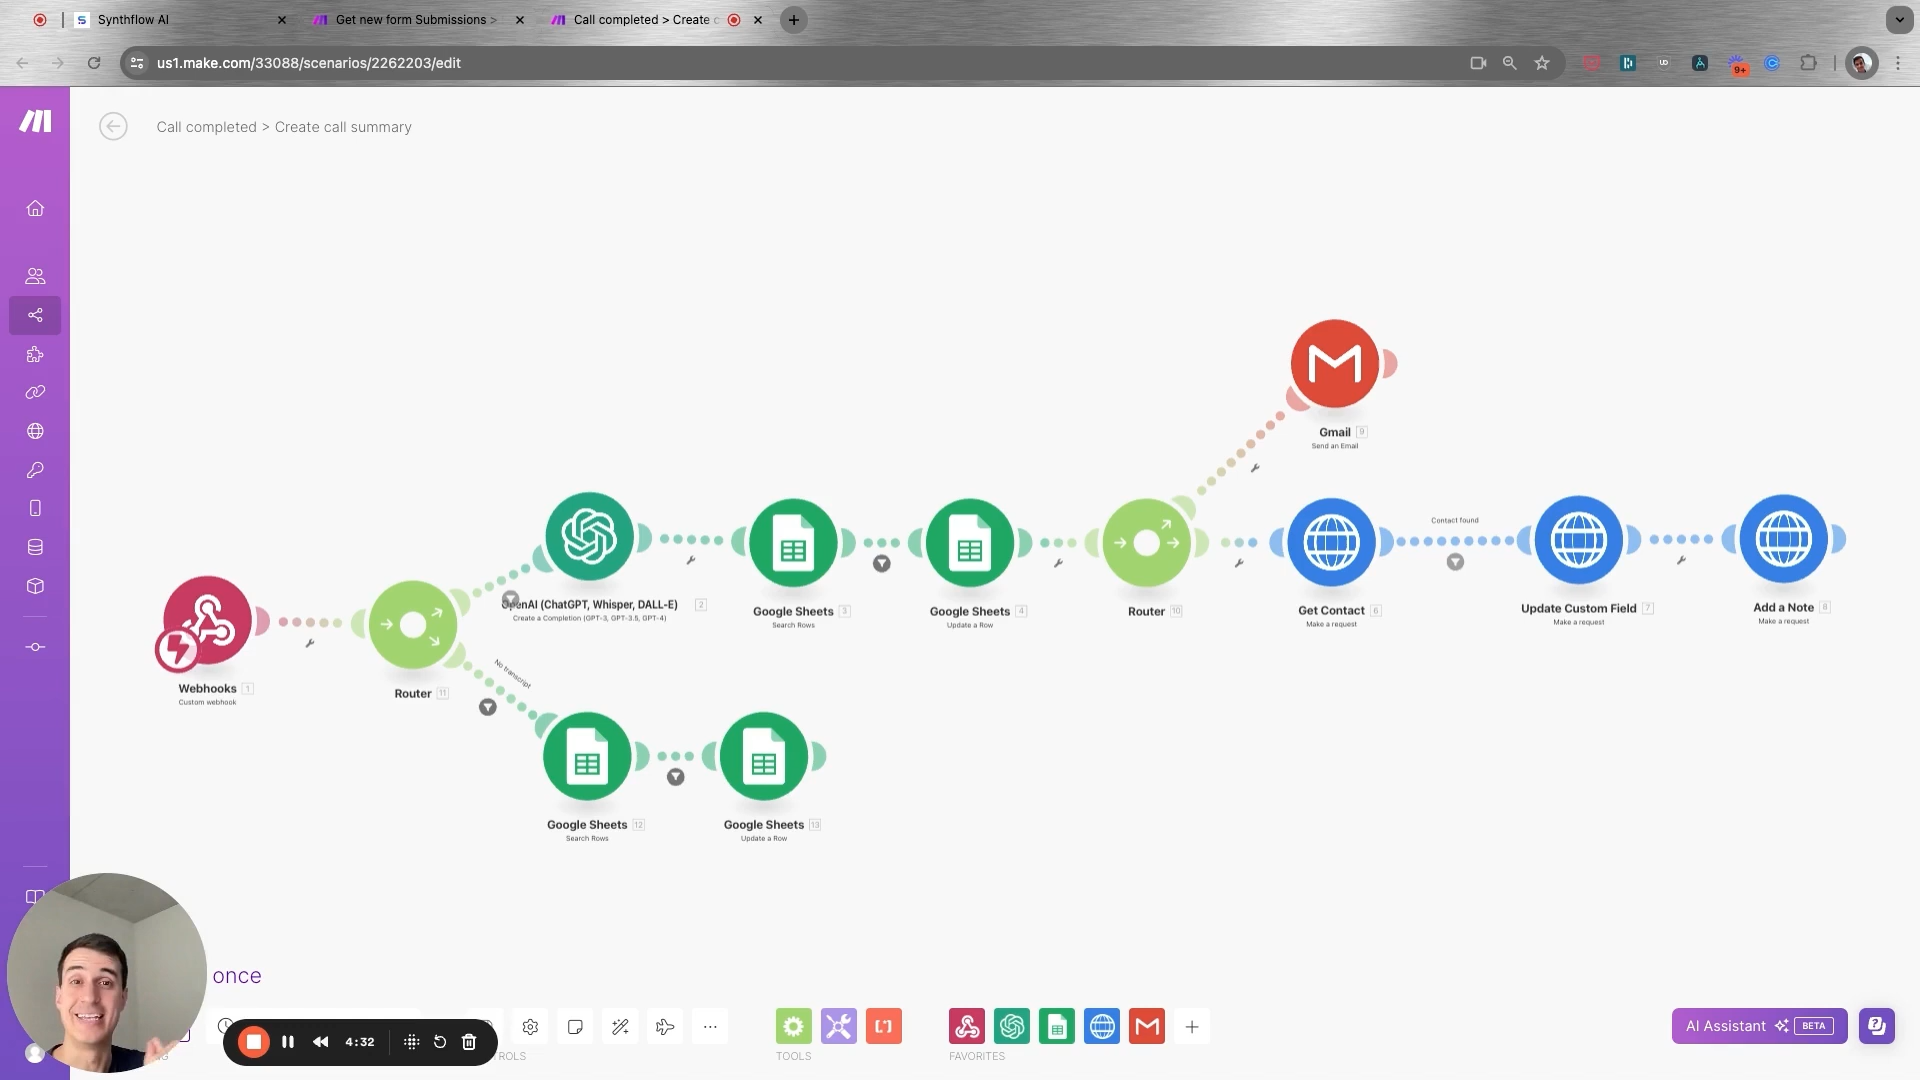 Synthflow AI
Get new form Submissions >
Call completed > Create c
us1.make.com/33088/scenarios/2262203/edit
9+
UD
Call completed > Create call summary
Gmail 9
Send an Email
Contact found
OpenAI (ChatGPT, Whisper, DALL-E) 2
Create a Completion (GPT-3, GPT-3.5, GPT-4)
Google Sheets 3
Search Rows
Google Sheets 4
Update a Row
Router 10
Get Contact 6
Make a request
Update Custom Field 7
Make a request
Add a Note 8
Make a request
No transcript
Webhooks 1
Custom webhook
Router 11
Google Sheets 12
Search Rows
Google Sheets 13
Update a Row
once
4:32
TROLS
TOOLS
FAVORITES
AI Assistant BETA